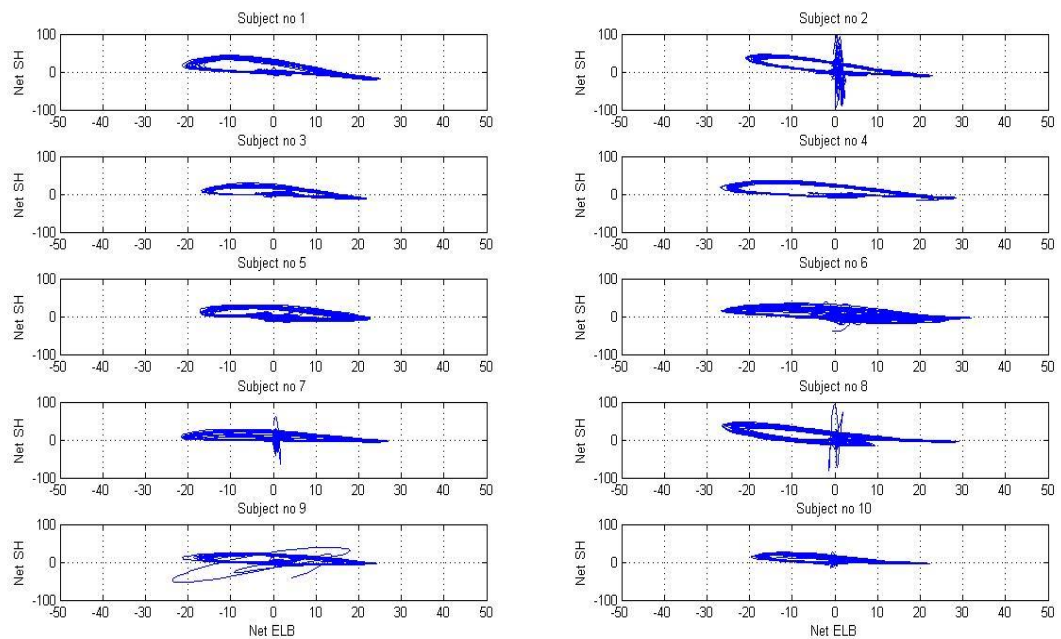 Subject no 1
Net SH
100
0
-100
-50 -40 -30 -20 -10 0 10 20 30 40 50
Subject no 2
Net SH
100
0
-100
-50 -40 -30 -20 -10 0 10 20 30 40 50
Subject no 3
Net SH
100
0
-100
-50 -40 -30 -20 -10 0 10 20 30 40 50
Subject no 4
Net SH
100
0
-100
-50 -40 -30 -20 -10 0 10 20 30 40 50
Subject no 5
Net SH
100
0
-100
-50 -40 -30 -20 -10 0 10 20 30 40 50
Subject no 6
Net SH
100
0
-100
-50 -40 -30 -20 -10 0 10 20 30 40 50
Subject no 7
Net SH
100
0
-100
-50 -40 -30 -20 -10 0 10 20 30 40 50
Subject no 8
Net SH
100
0
-100
-50 -40 -30 -20 -10 0 10 20 30 40 50
Subject no 9
Net SH
100
0
-100
-50 -40 -30 -20 -10 0 10 20 30 40 50
Net ELB
Subject no 10
Net SH
100
0
-100
-50 -40 -30 -20 -10 0 10 20 30 40 50
Net ELB